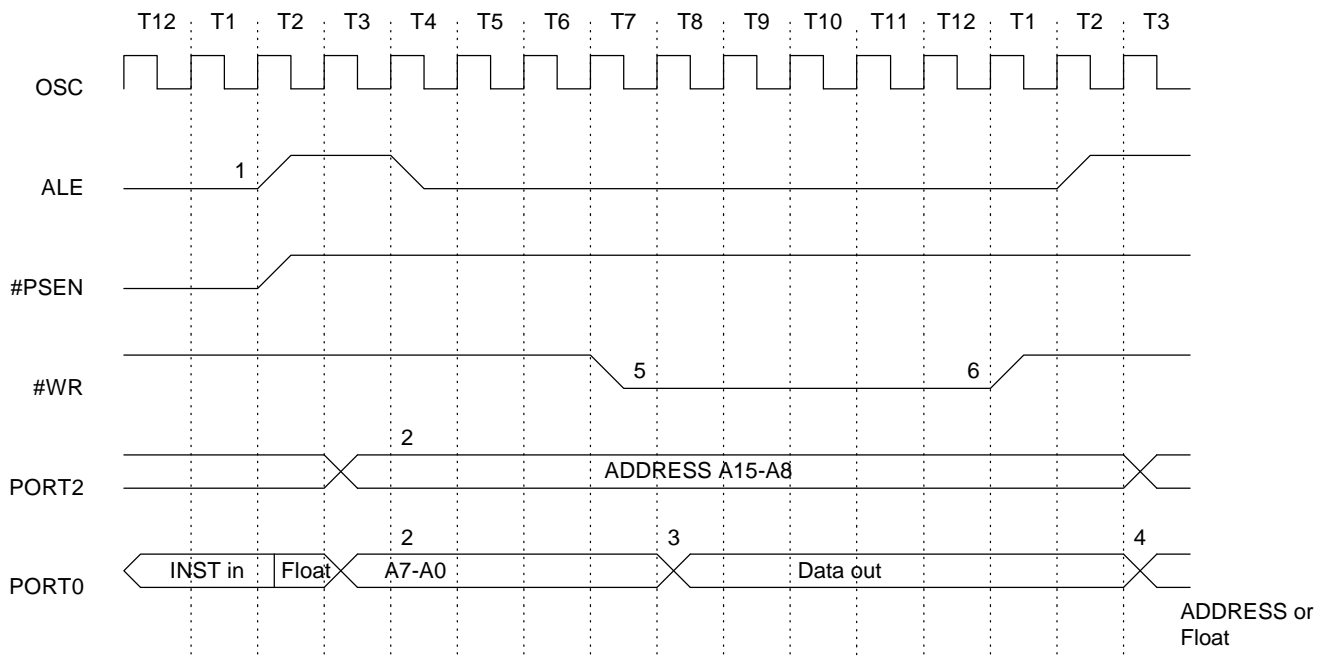 T12 T1 T2 T3 T4 T5 T6 T7 T8 T9 T10 T11 T12 T1 T2 T3
OSC
1
ALE
#PSEN
5 6
#WR
2
ADDRESS A15-A8
PORT2
2 3 4
INST in Float A7-A0 Data out
PORT0
ADDRESS or
Float